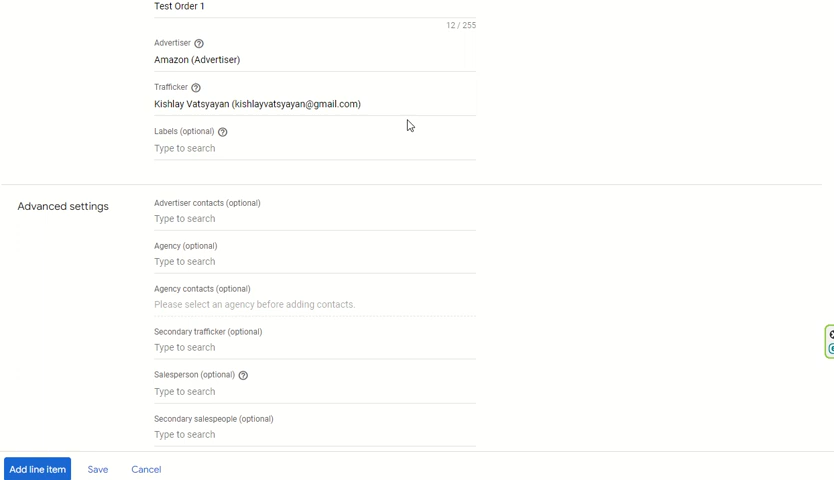 Test Order 1
12 / 255
Advertiser
Amazon (Advertiser)
Trafficker
Kishlay Vatsyayan (kishlayvatsyayan@gmail.com)
Labels (optional)
Type to search
Advanced settings
Advertiser contacts (optional)
Type to search
Agency (optional)
Type to search
Agency contacts (optional)
Please select an agency before adding contacts.
Secondary trafficker (optional)
Type to search
Salesperson (optional)
Type to search
Secondary salespeople (optional)
Type to search
Add line item Save Cancel